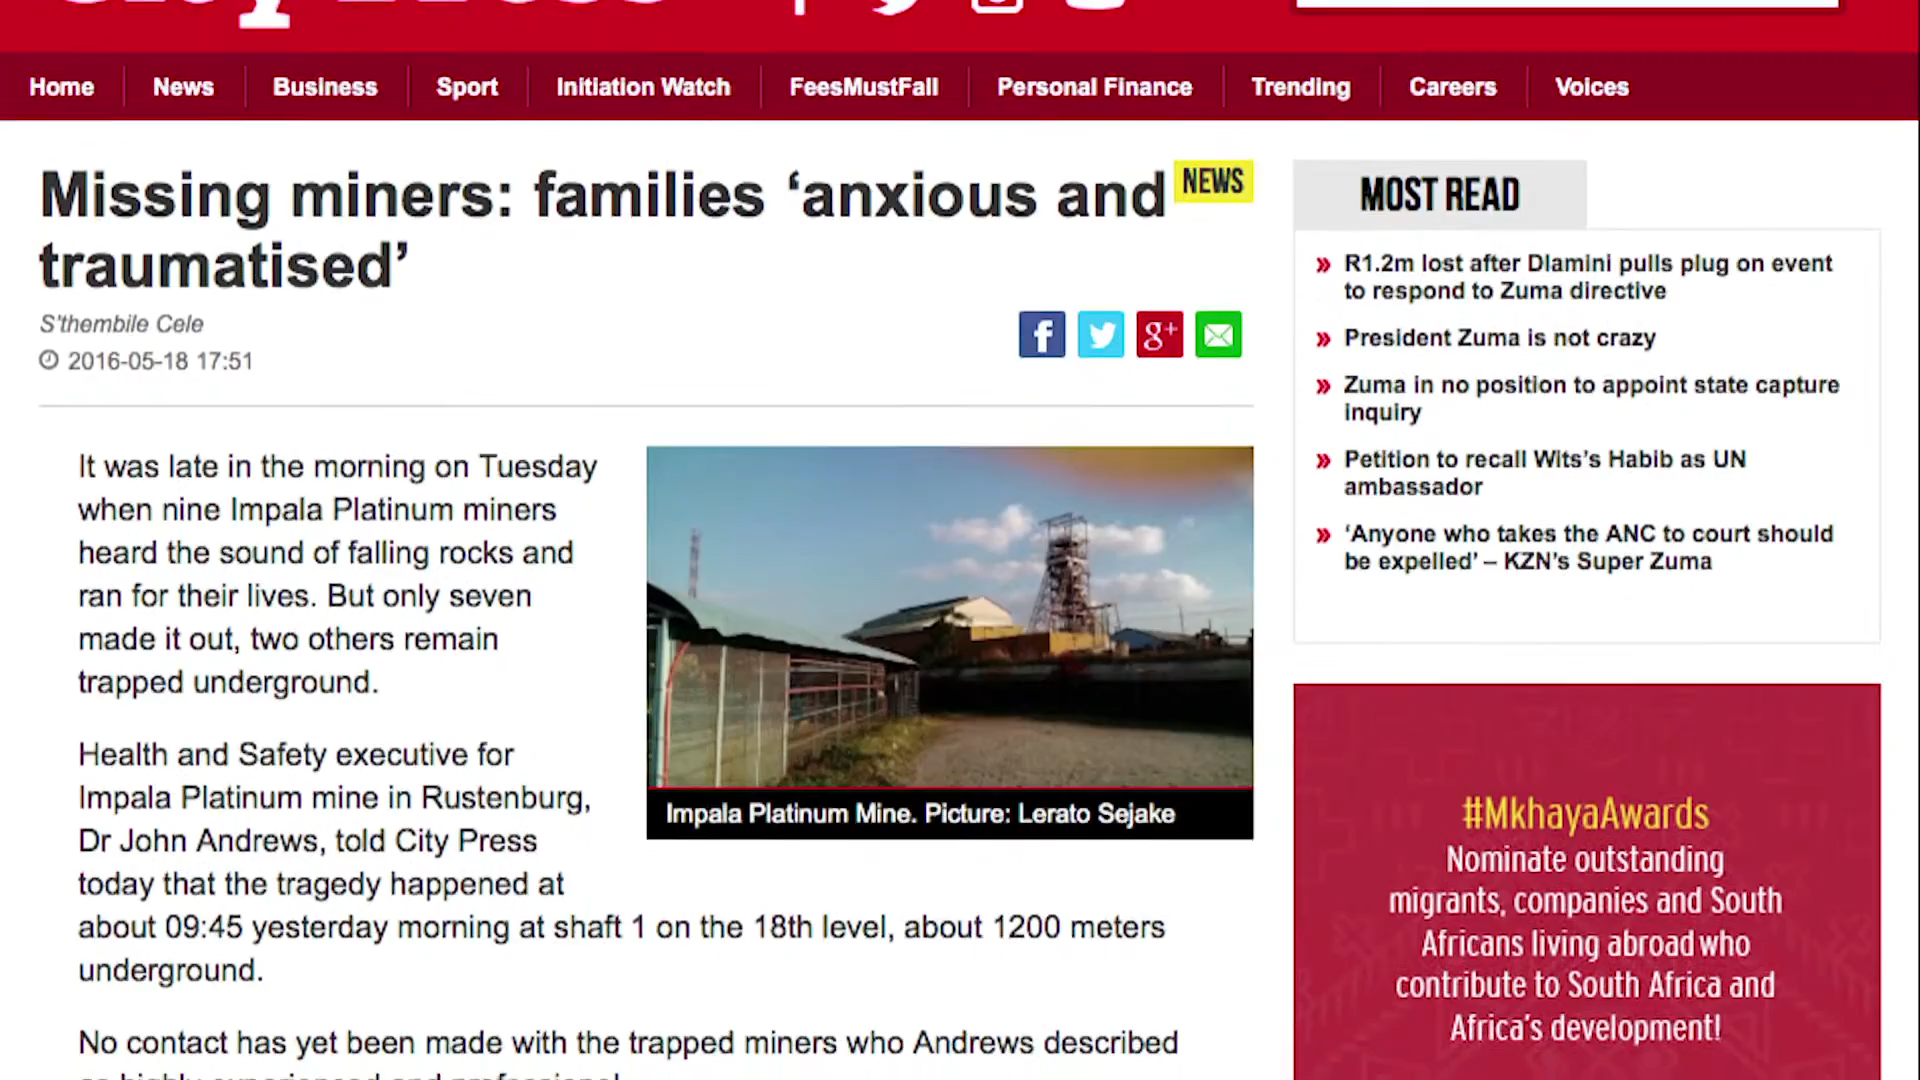 Home News Business Sport Initiation Watch FeesMustFall Personal Finance Trending Careers Voices
Missing miners: families ‘anxious and
traumatised’
NEWS
S'thembile Cele
2016-05-18 17:51
f g+
It was late in the morning on Tuesday
when nine Impala Platinum miners
heard the sound of falling rocks and
ran for their lives. But only seven
made it out, two others remain
trapped underground.
Impala Platinum Mine. Picture: Lerato Sejake
Health and Safety executive for
Impala Platinum mine in Rustenburg,
Dr John Andrews, told City Press
today that the tragedy happened at
about 09:45 yesterday morning at shaft 1 on the 18th level, about 1200 meters
underground.
No contact has yet been made with the trapped miners who Andrews described
MOST READ
» R1.2m lost after Dlamini pulls plug on event
to respond to Zuma directive
» President Zuma is not crazy
» Zuma in no position to appoint state capture
inquiry
» Petition to recall Wits’s Habib as UN
ambassador
» ‘Anyone who takes the ANC to court should
be expelled’ – KZN’s Super Zuma
#MkhayaAwards
Nominate outstanding
migrants, companies and South
Africans living abroad who
contribute to South Africa and
Africa’s development!